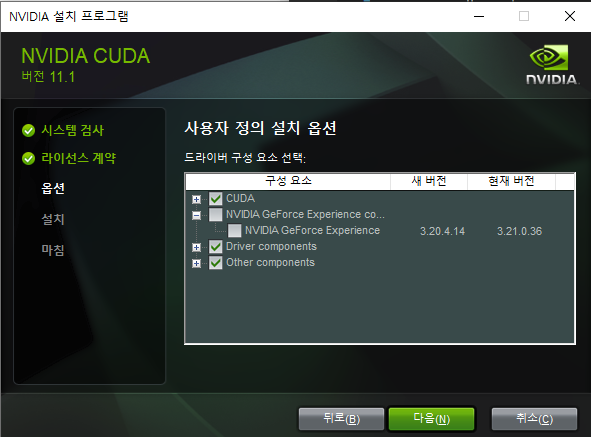 NVIDIA 설치 프로그램
NVIDIA CUDA
버전 11.1
NVIDIA.
시스템 검사
라이선스 계약
옵션
설치
마침
사용자 정의 설치 옵션
드라이버 구성 요소 선택:
구성 요소 새 버전 현재 버전
CUDA
NVIDIA GeForce Experience co...
NVIDIA GeForce Experience 3.20.4.14 3.21.0.36
Driver components
Other components
뒤로(B) 다음(N) 취소(C)